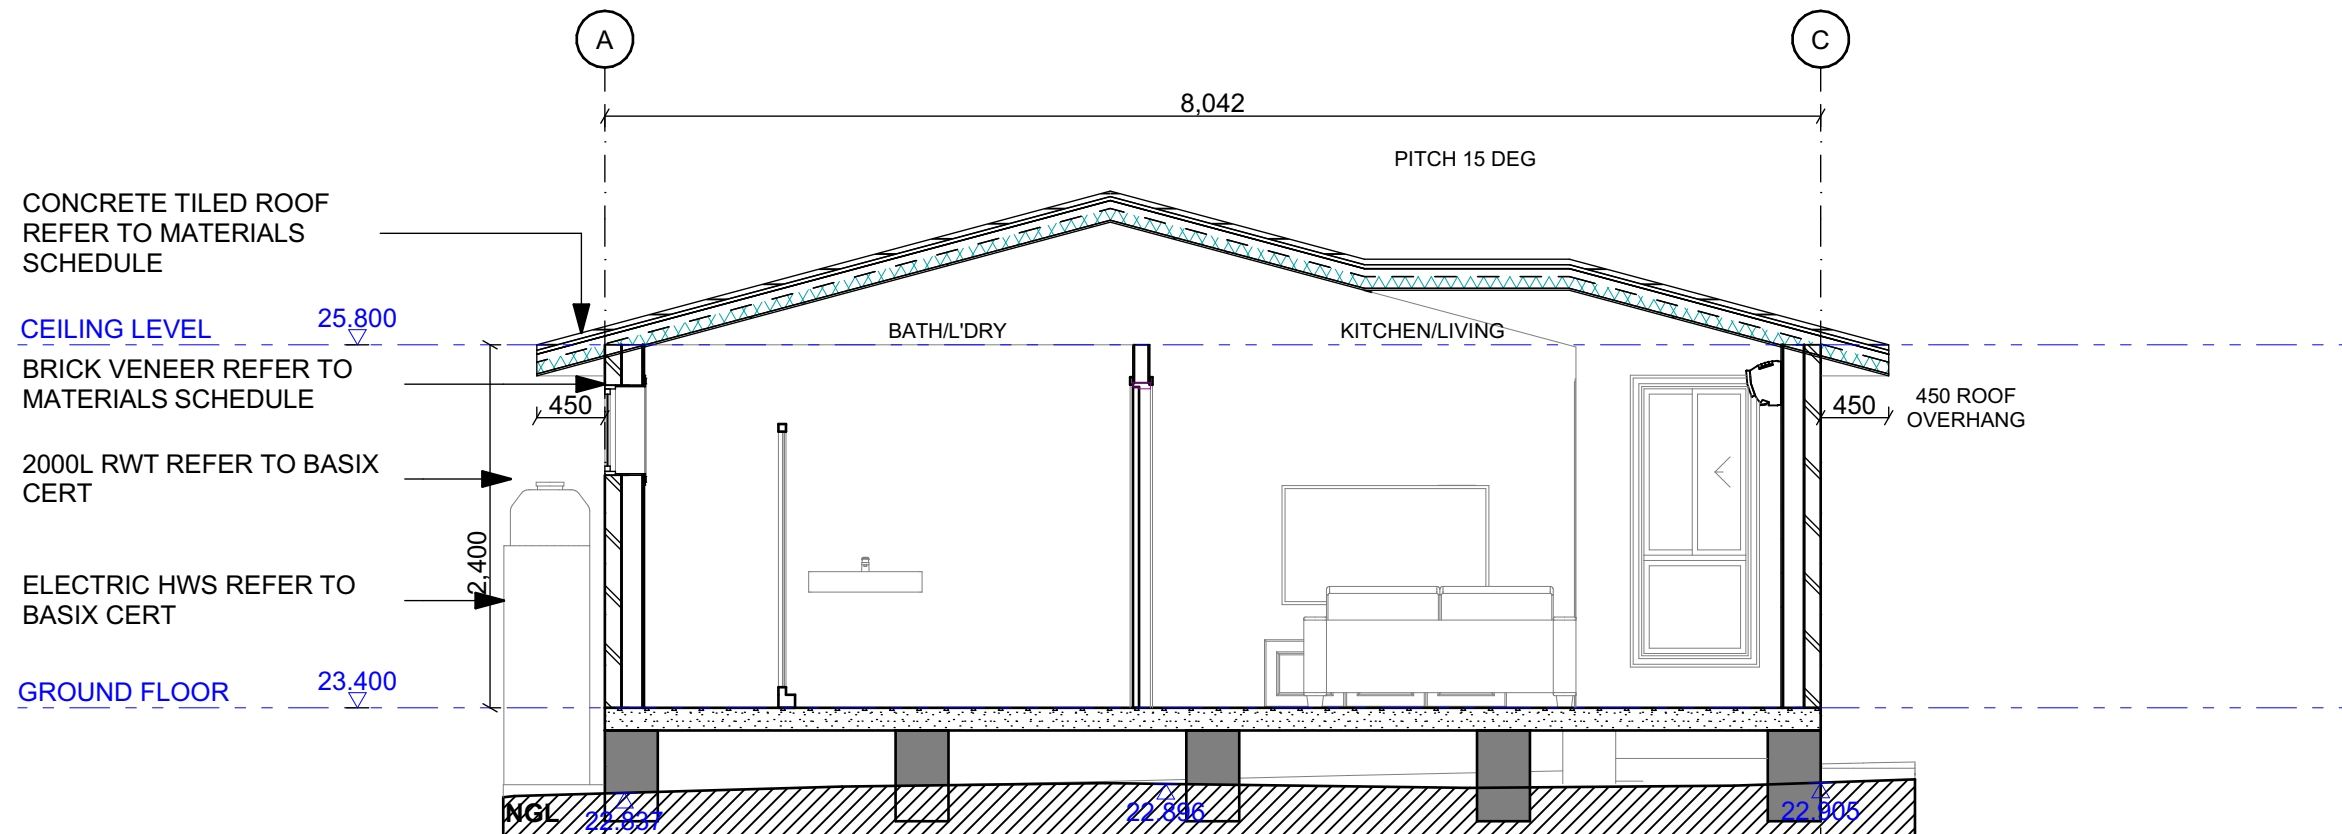 A
C
8,042
PITCH 15 DEG
CONCRETE TILED ROOF
REFER TO MATERIALS
SCHEDULE
CEILING LEVEL
25.800
BATH/L'DRY
KITCHEN/LIVING
BRICK VENEER REFER TO
MATERIALS SCHEDULE
450
450
450 ROOF
OVERHANG
2000L RWT REFER TO BASIX
CERT
2,400
ELECTRIC HWS REFER TO
BASIX CERT
GROUND FLOOR
23.400
NGL
22.837
22.896
22.905